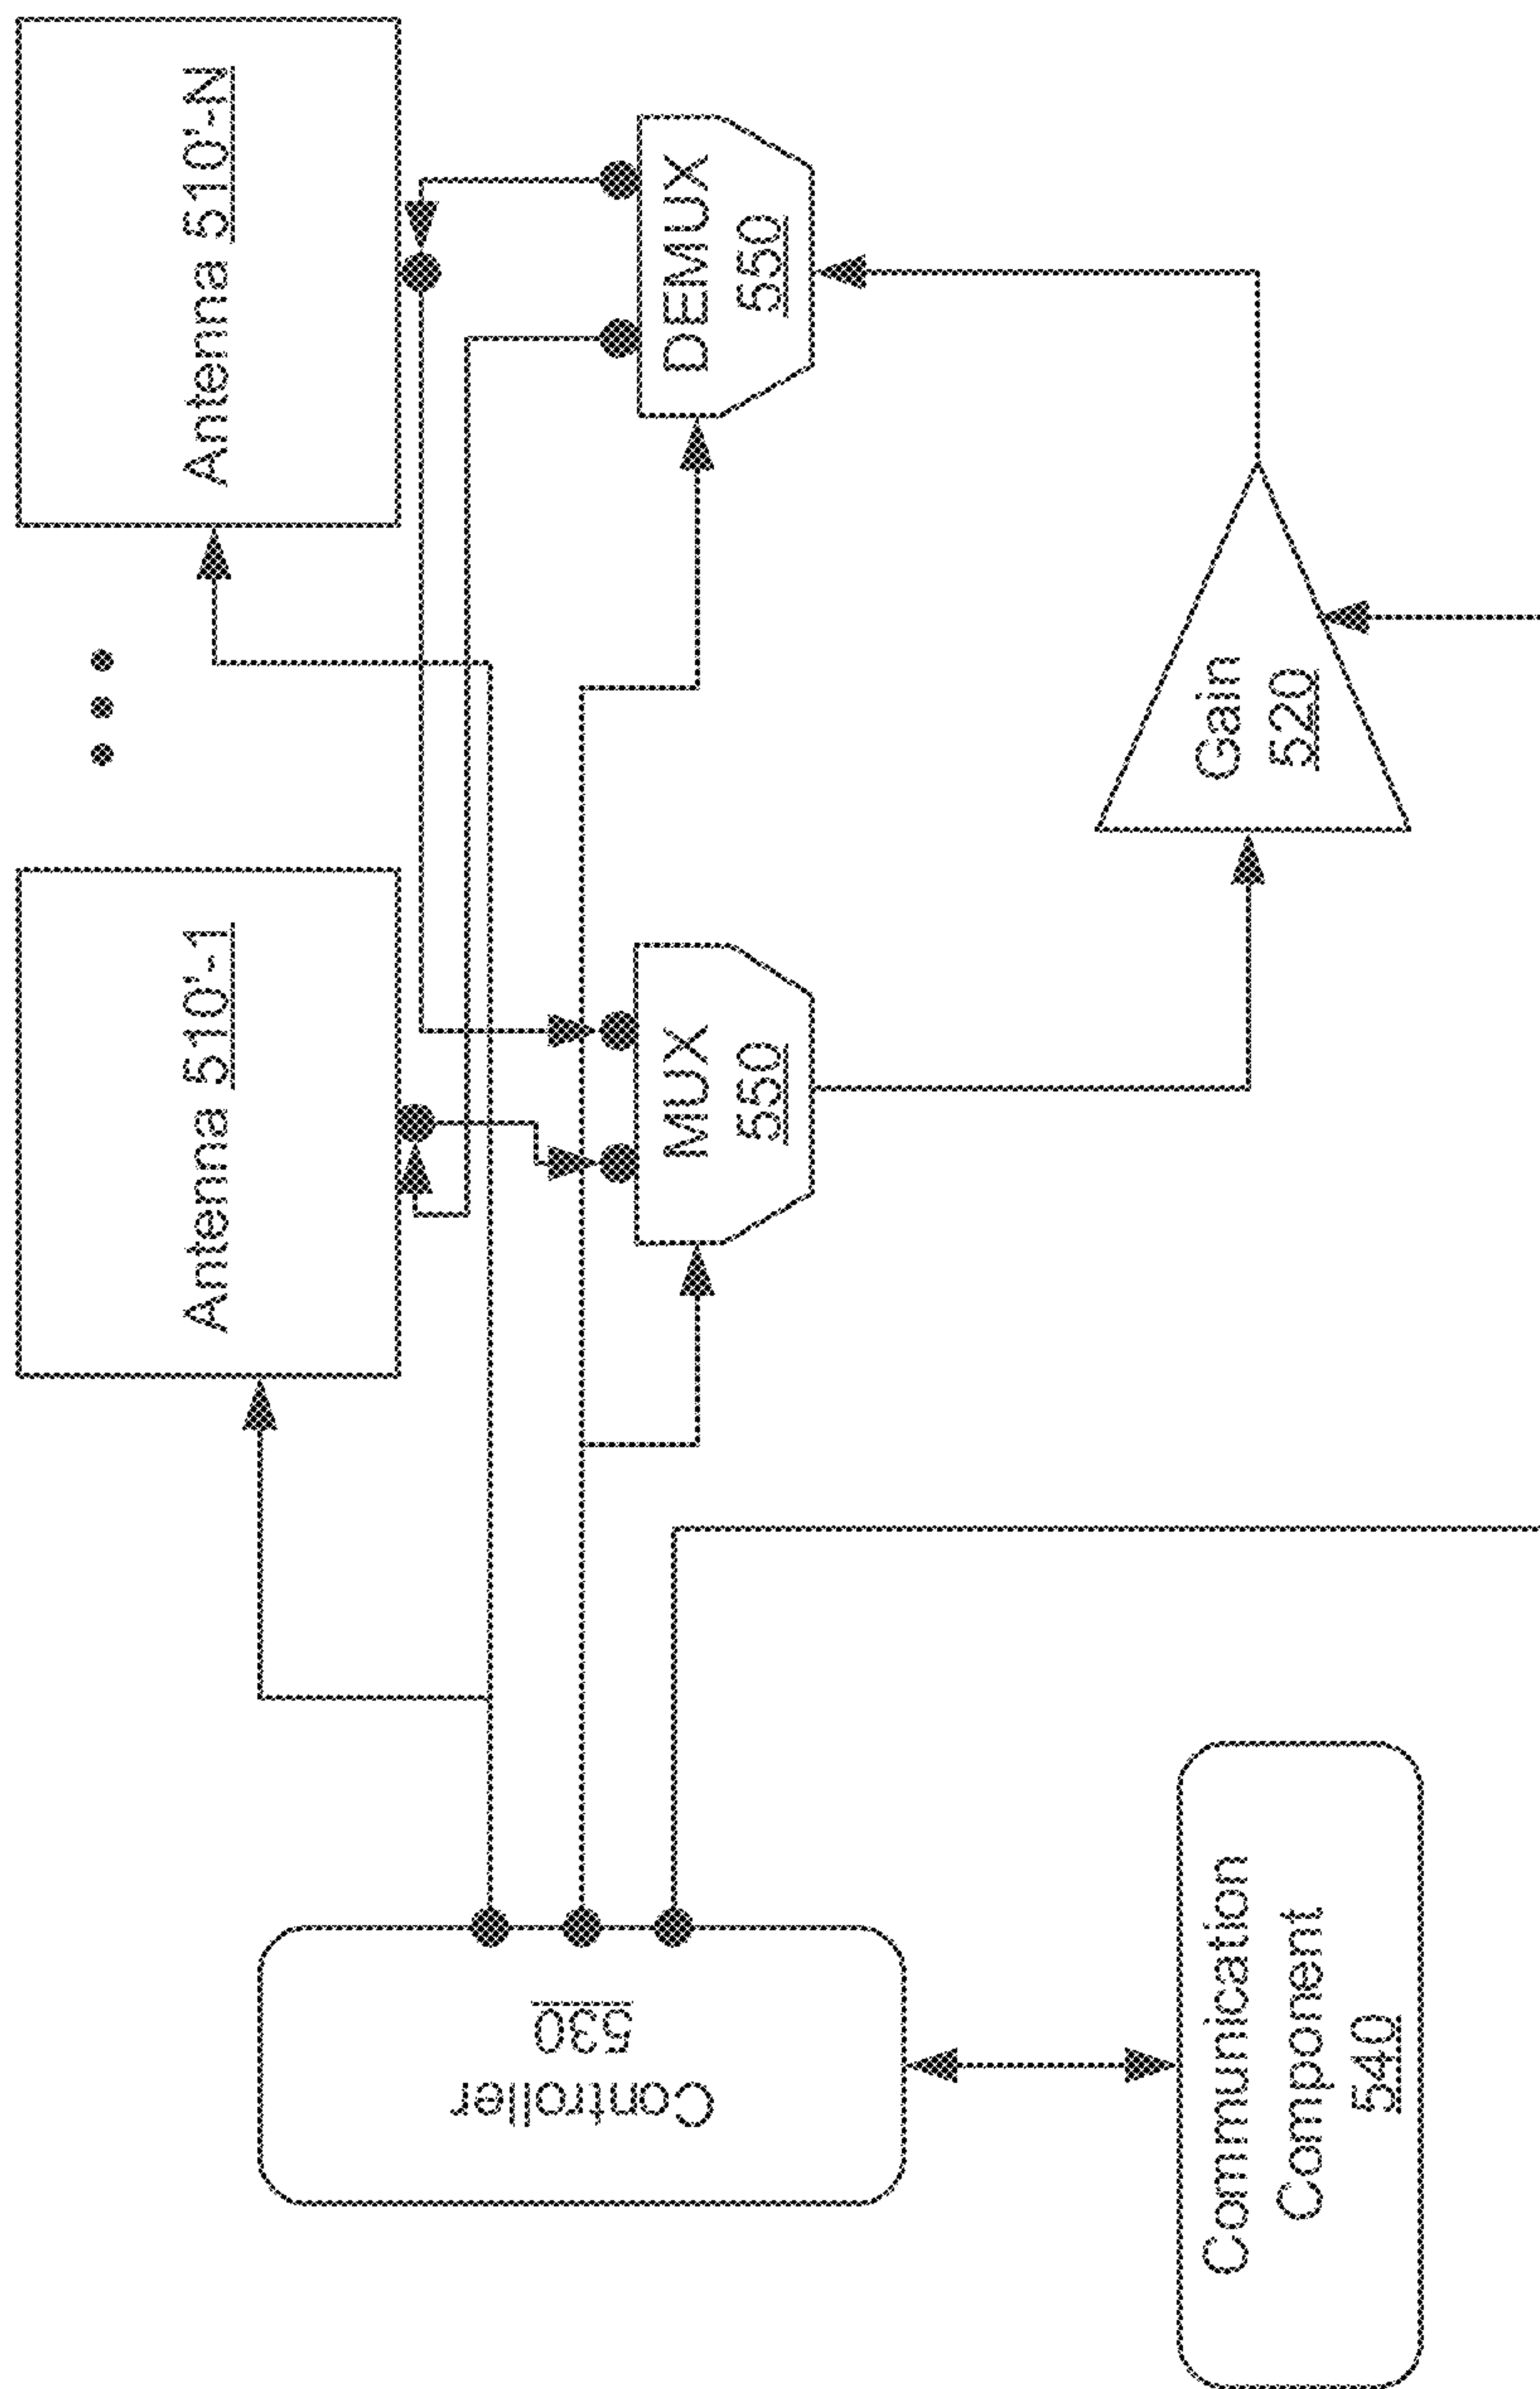 Antenna 510'-1
Antenna 510'-N
MUX
550
DEMUX
550
Gain
520
Controller
530
Communication
Component
540